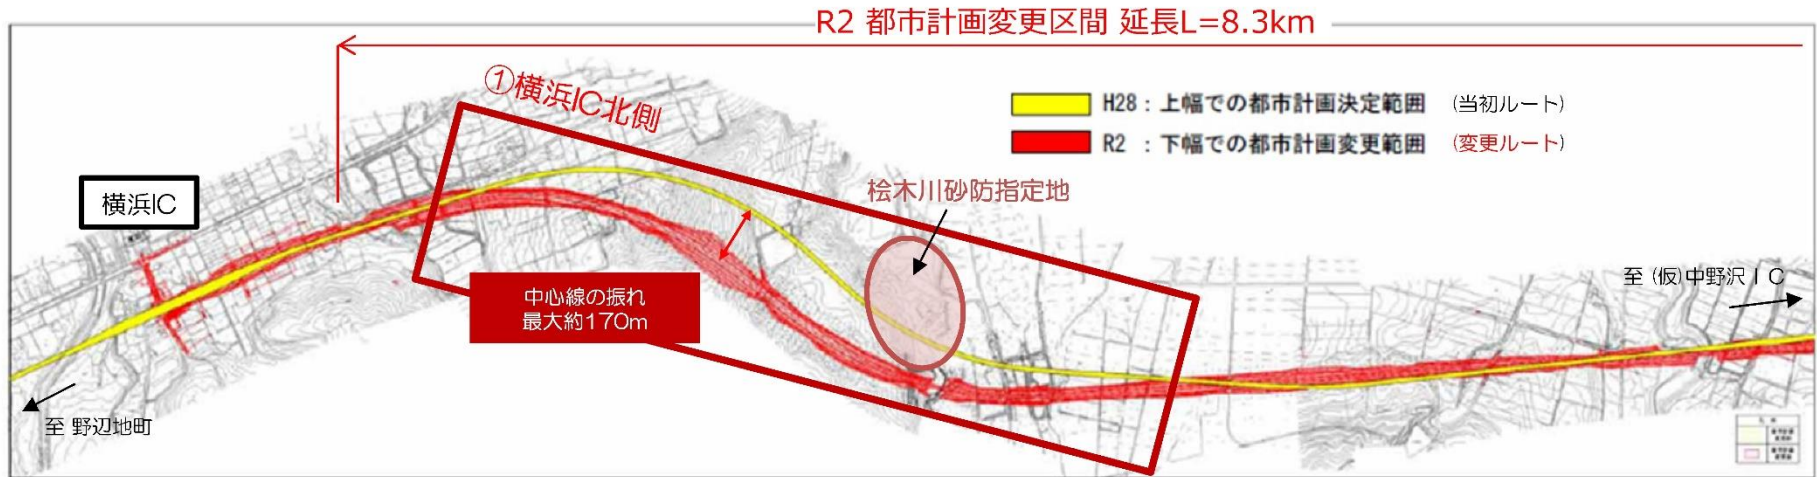 R2 都市計画変更区間 延長L=8.3km
①横浜IC北側
H28：上幅での都市計画決定範囲 (当初ルート)
R2 ：下幅での都市計画変更範囲 (変更ルート)
桧木川砂防指定地
横浜IC
中心線の振れ
最大約170m
至 (仮)中野沢ＩＣ
至 野辺地町